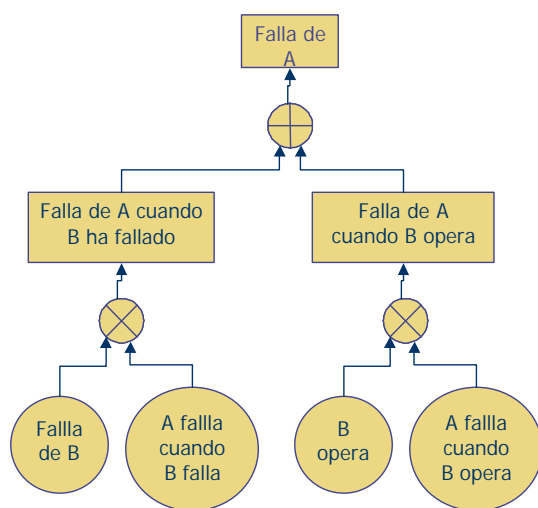 Falla de
A
Falla de A cuando
B ha fallado
Falla de A
cuando B opera
Fallla
de B
A fallla
cuando
B falla
B
opera
A fallla
cuando
B opera